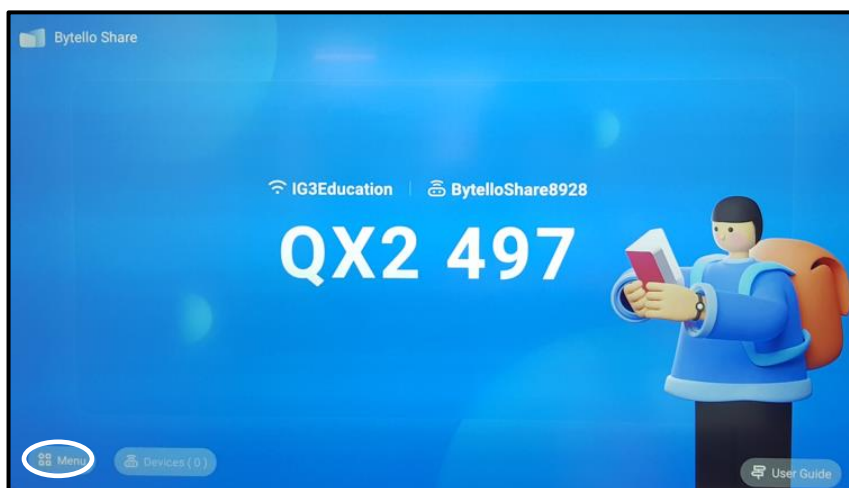 Bytello Share
IG3Education | BytelloShare8928
QX2 497
Menu
Devices ( 0 )
User Guide